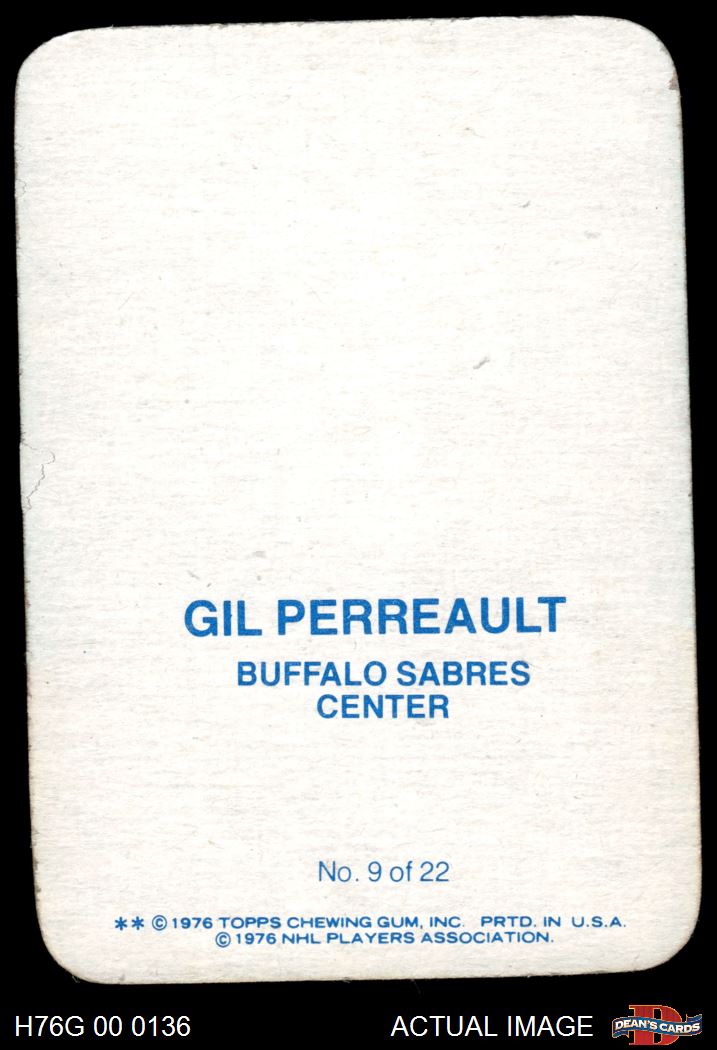 GIL PERREAULT
BUFFALO SABRES
CENTER
No. 9 of 22
** © 1976 TOPPS CHEWING GUM, INC. PRTD. IN U.S.A.
© 1976 NHL PLAYERS ASSOCIATION.
H76G 00 0136
ACTUAL IMAGE
D
DEAN'S CARDS